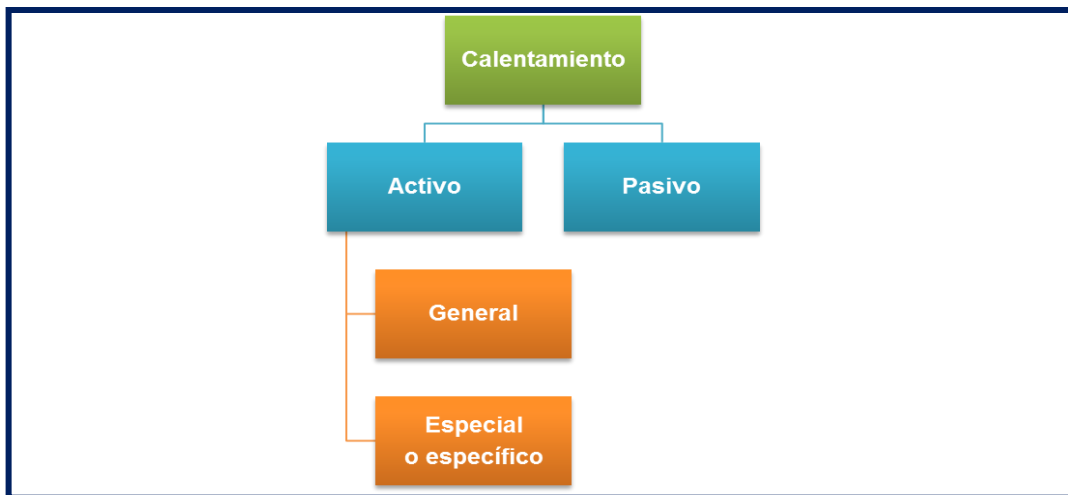 Calentamiento
Activo
Pasivo
General
Especial
o específico